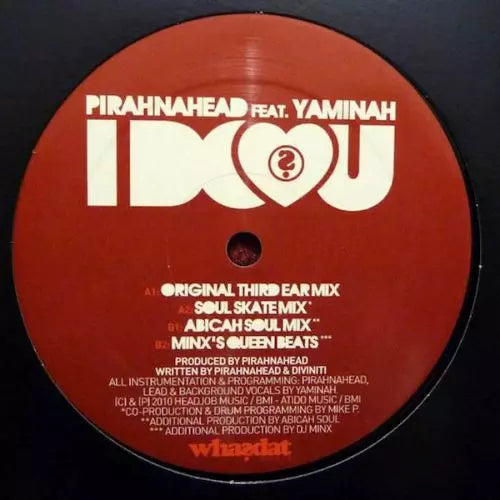 PIRAHNAHEAD FEAT. YAMINAH
I DO U
?
A1: ORIGINAL THIRD EAR MIX
A2: SOUL SKATE MIX*
B1: ABICAH SOUL MIX**
B2: MINX'S QUEEN BEATS***
PRODUCED BY PIRAHNAHEAD
WRITTEN BY PIRAHNAHEAD & DIVINITI
ALL INSTRUMENTATION & PROGRAMMING: PIRAHNAHEAD,
LEAD & BACKGROUND VOCALS BY YAMINAH
(C) & (P) 2010 HEADJOB MUSIC / BMI - ATIDO MUSIC / BMI
*CO-PRODUCTION & DRUM PROGRAMMING BY MIKE P.
**ADDITIONAL PRODUCTION BY ABICAH SOUL
*** ADDITIONAL PRODUCTION BY DJ MINX
whasdat